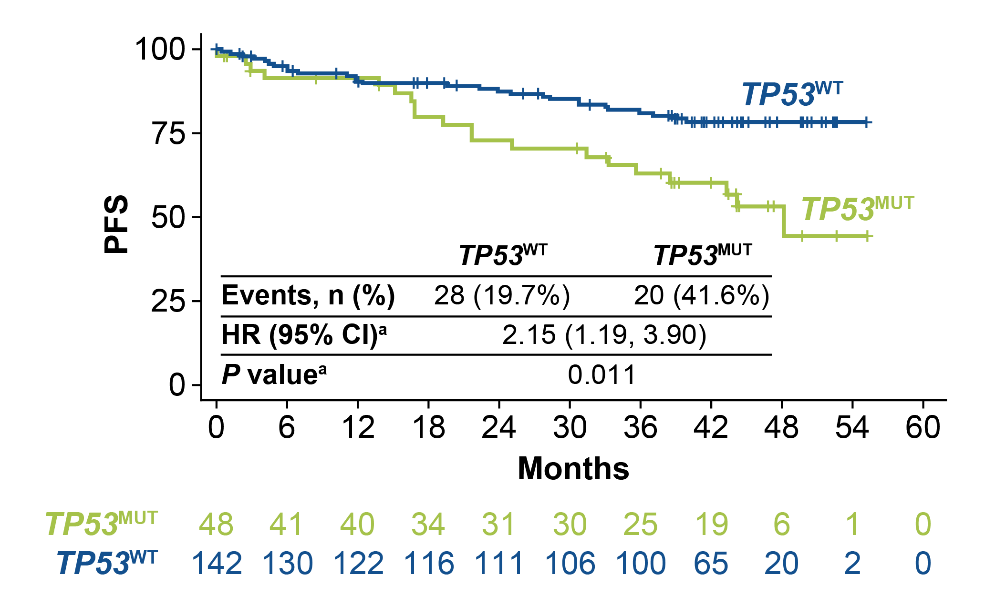 100
75
50
25
0
PFS
TP53WT
TP53MUT
TP53WT TP53MUT
Events, n (%) 28 (19.7%) 20 (41.6%)
HR (95% CI)a 2.15 (1.19, 3.90)
P valuea 0.011
0 6 12 18 24 30 36 42 48 54 60
Months
TP53MUT 48 41 40 34 31 30 25 19 6 1 0
TP53WT 142 130 122 116 111 106 100 65 20 2 0